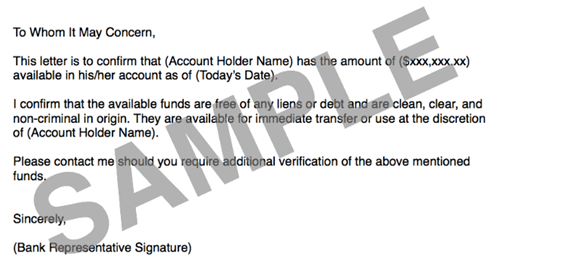 To Whom It May Concern,
This letter is to confirm that (Account Holder Name) has the amount of ($xxx,xxx.xx)
available in his/her account as of (Today's Date).
I confirm that the available funds are free of any liens or debt and are clean, clear, and
non-criminal in origin. They are available for immediate transfer or use at the discretion
of (Account Holder Name).
Please contact me should you require additional verification of the above mentioned
funds.
Sincerely,
(Bank Representative Signature)
SAMPLE